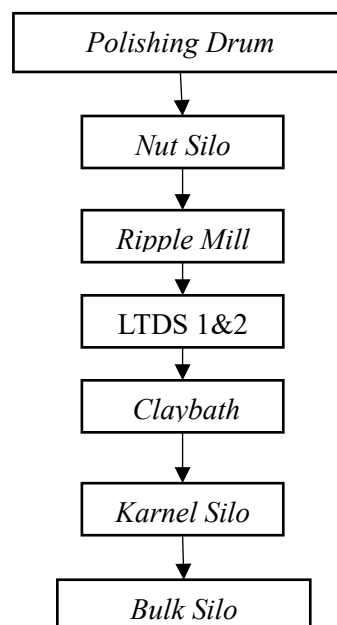 Polishing Drum
Nut Silo
Ripple Mill
LTDS 1&2
Claybath
Karnel Silo
Bulk Silo